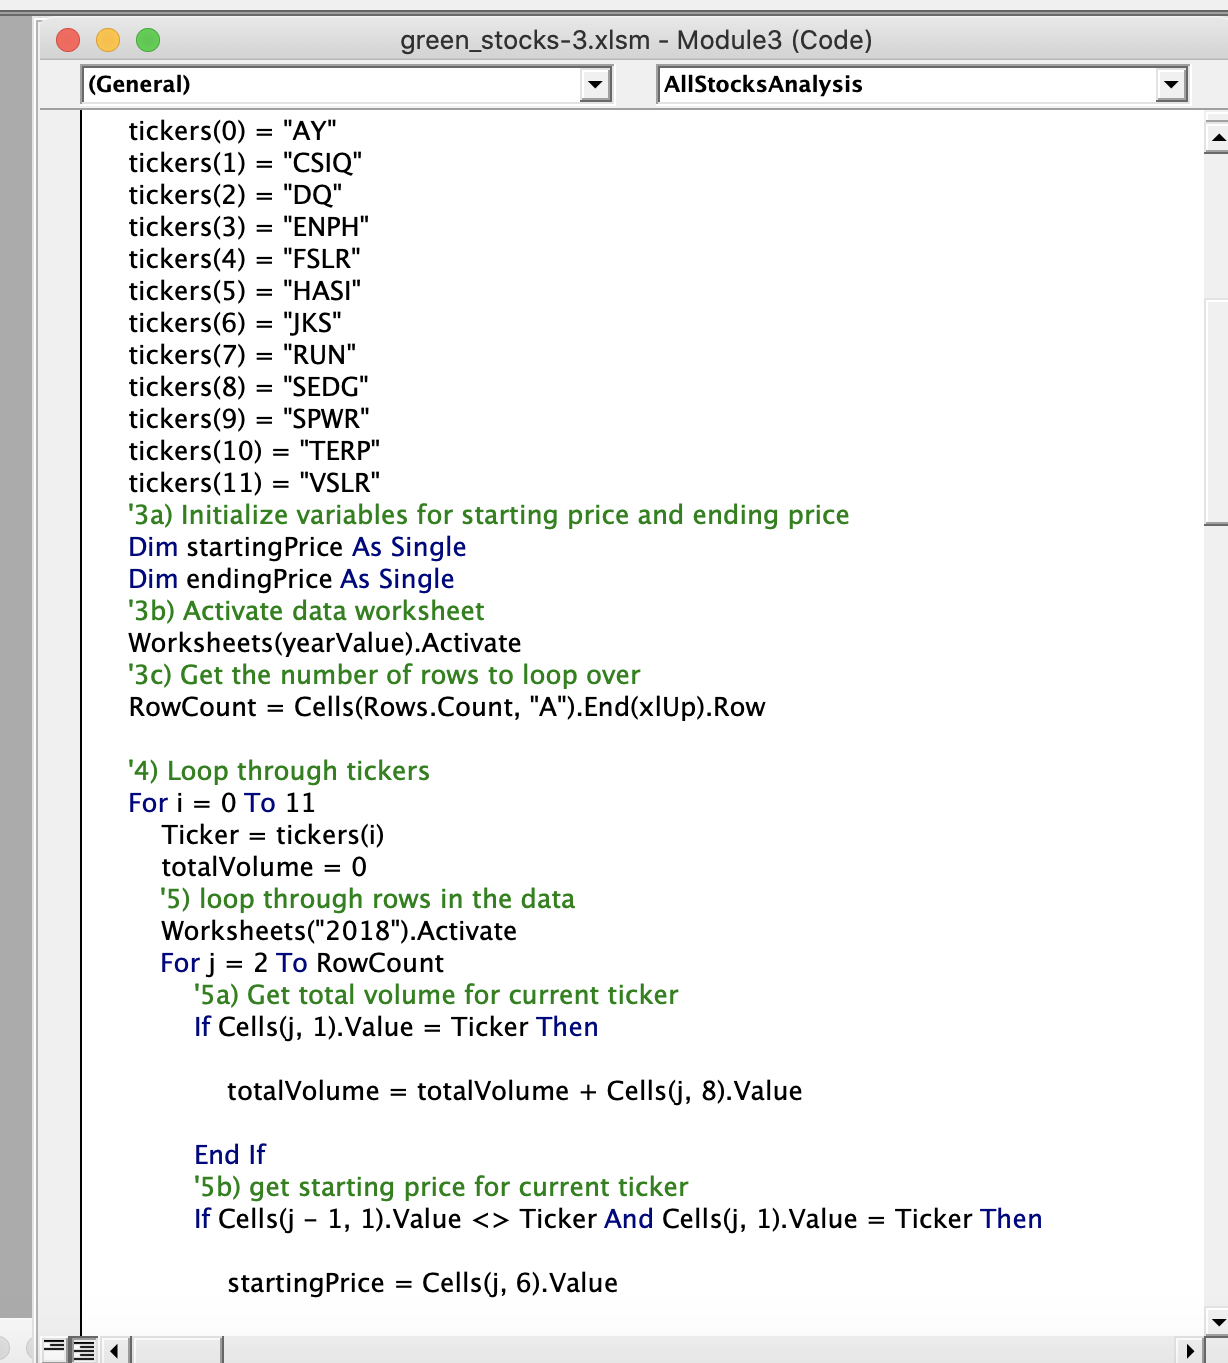 green_stocks-3.xlsm - Module3 (Code)
(General)
AllStocksAnalysis
tickers(0) = "AY"
tickers(1) = "CSIQ"
tickers(2) = "DQ"
tickers(3) = "ENPH"
tickers(4) = "FSLR"
tickers(5) = "HASI"
tickers(6) = "JKS"
tickers(7) = "RUN"
tickers(8) = "SEDG"
tickers(9) = "SPWR"
tickers(10) = "TERP"
tickers(11) = "VSLR"
'3a) Initialize variables for starting price and ending price
Dim startingPrice As Single
Dim endingPrice As Single
'3b) Activate data worksheet
Worksheets(yearValue).Activate
'3c) Get the number of rows to loop over
RowCount = Cells(Rows.Count, "A").End(xlUp).Row
'4) Loop through tickers
For i = 0 To 11
Ticker = tickers(i)
totalVolume = 0
'5) loop through rows in the data
Worksheets("2018").Activate
For j = 2 To RowCount
'5a) Get total volume for current ticker
If Cells(j, 1).Value = Ticker Then
totalVolume = totalVolume + Cells(j, 8).Value
End If
'5b) get starting price for current ticker
If Cells(j - 1, 1).Value <> Ticker And Cells(j, 1).Value = Ticker Then
startingPrice = Cells(j, 6).Value